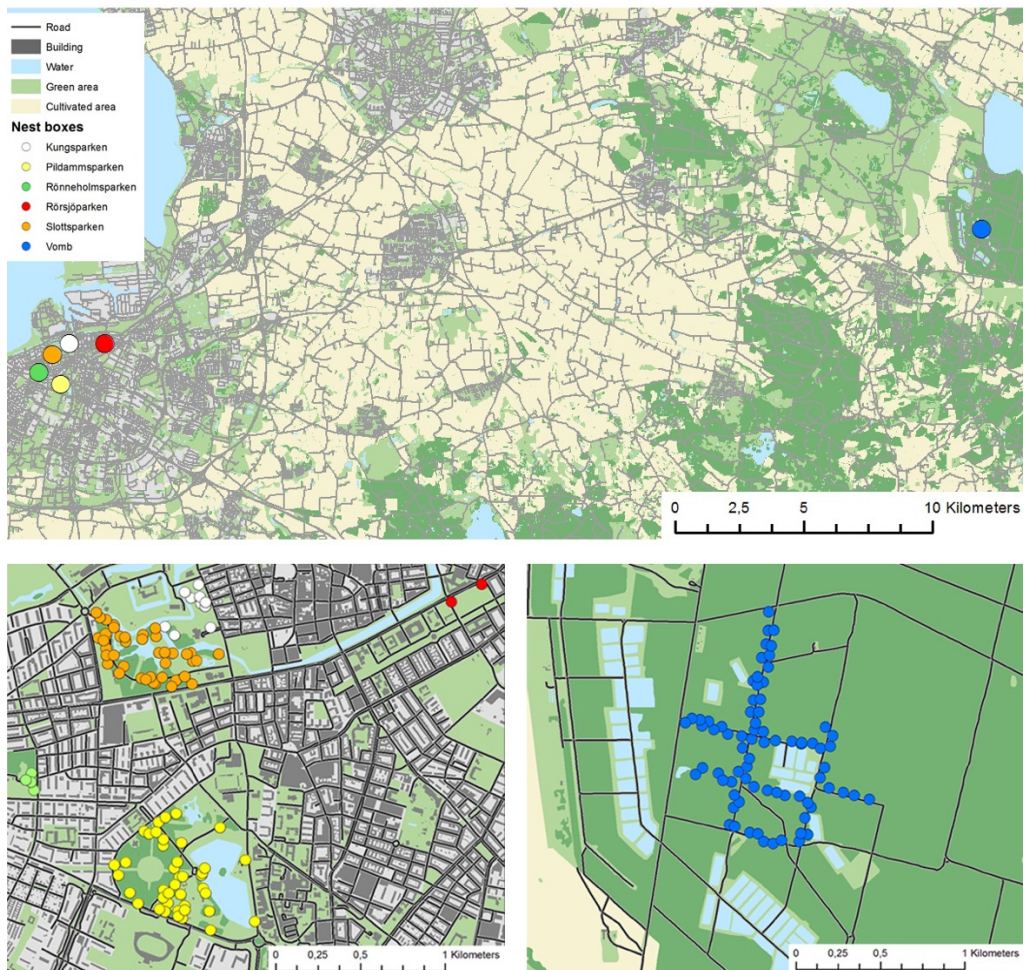 Road
Building
Water
Green area
Cultivated area
Nest boxes
Kungsparken
Pildammsparken
Rönneholmsparken
Rörsjöparken
Slottsparken
Vomb
0 2,5 5 10 Kilometers
0 0,25 0,5 1 Kilometers
0 0,25 0,5 1 Kilometers